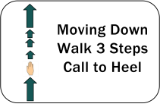 Moving Down
Walk 3 Steps
Call to Heel